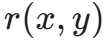 r(x, y)